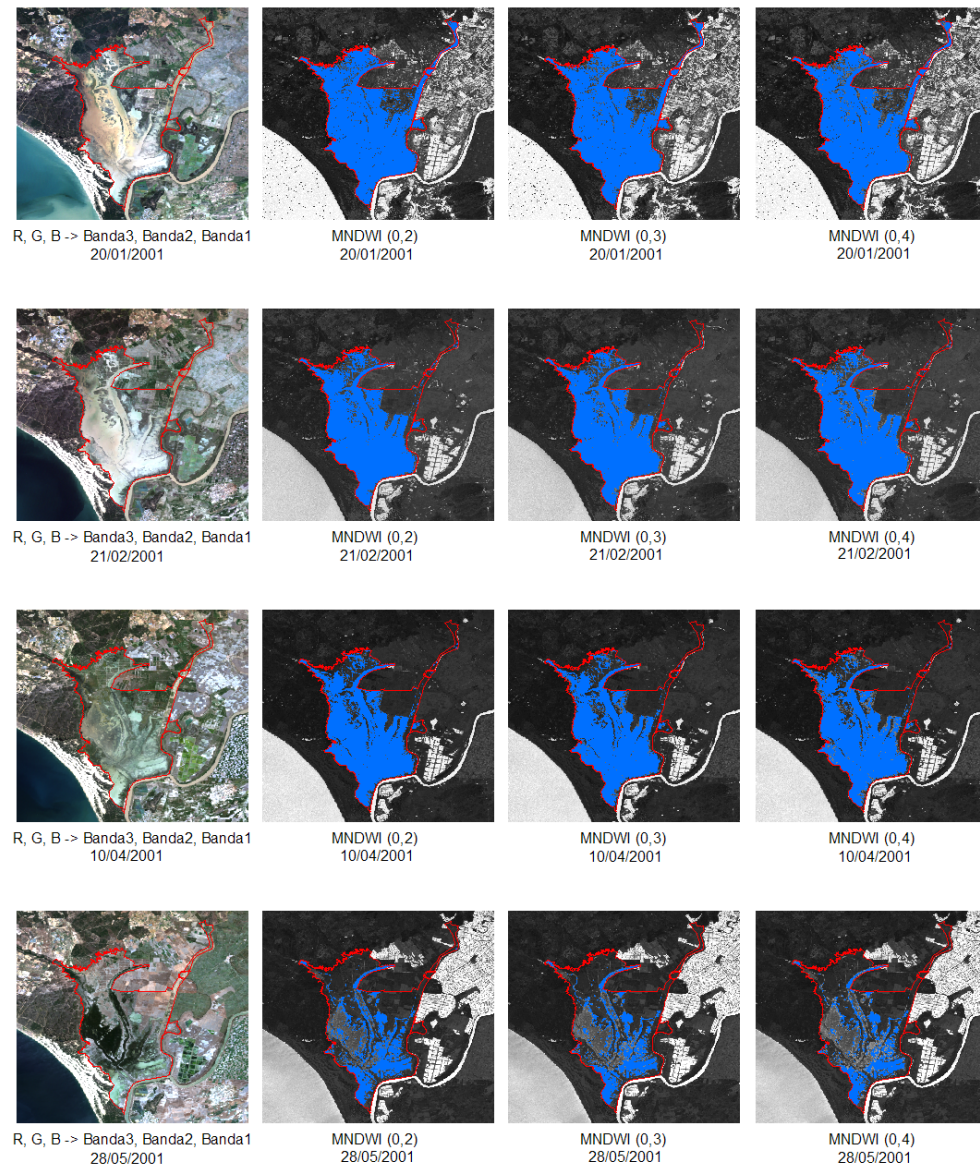 R, G, B -> Banda3, Banda2, Banda1
20/01/2001
MNDWI (0,2)
20/01/2001
MNDWI (0,3)
20/01/2001
MNDWI (0,4)
20/01/2001
R, G, B -> Banda3, Banda2, Banda1
21/02/2001
MNDWI (0,2)
21/02/2001
MNDWI (0,3)
21/02/2001
MNDWI (0,4)
21/02/2001
R, G, B -> Banda3, Banda2, Banda1
10/04/2001
MNDWI (0,2)
10/04/2001
MNDWI (0,3)
10/04/2001
MNDWI (0,4)
10/04/2001
R, G, B -> Banda3, Banda2, Banda1
28/05/2001
MNDWI (0,2)
28/05/2001
MNDWI (0,3)
28/05/2001
MNDWI (0,4)
28/05/2001